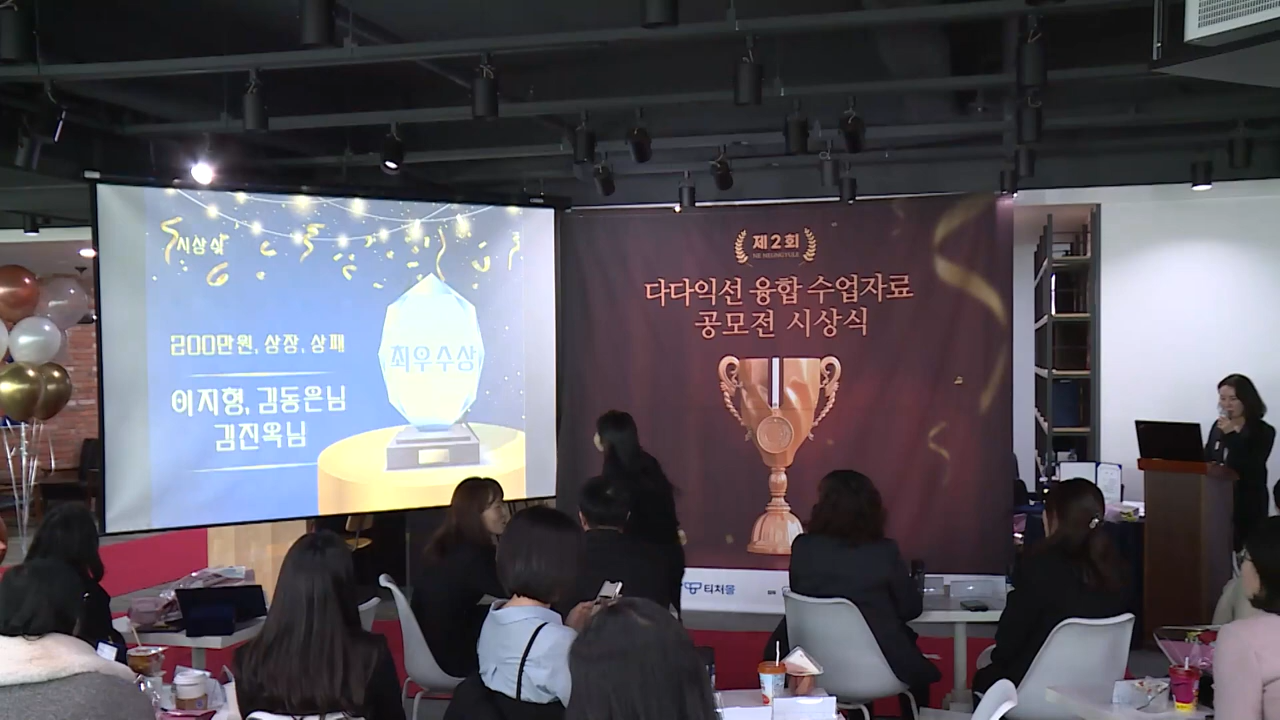 시상식
200만원, 상장, 상패
이지형, 김동은님
김진옥님
최우수상
제2회
다다익선 융합 수업자료
공모전 시상식
티처몰